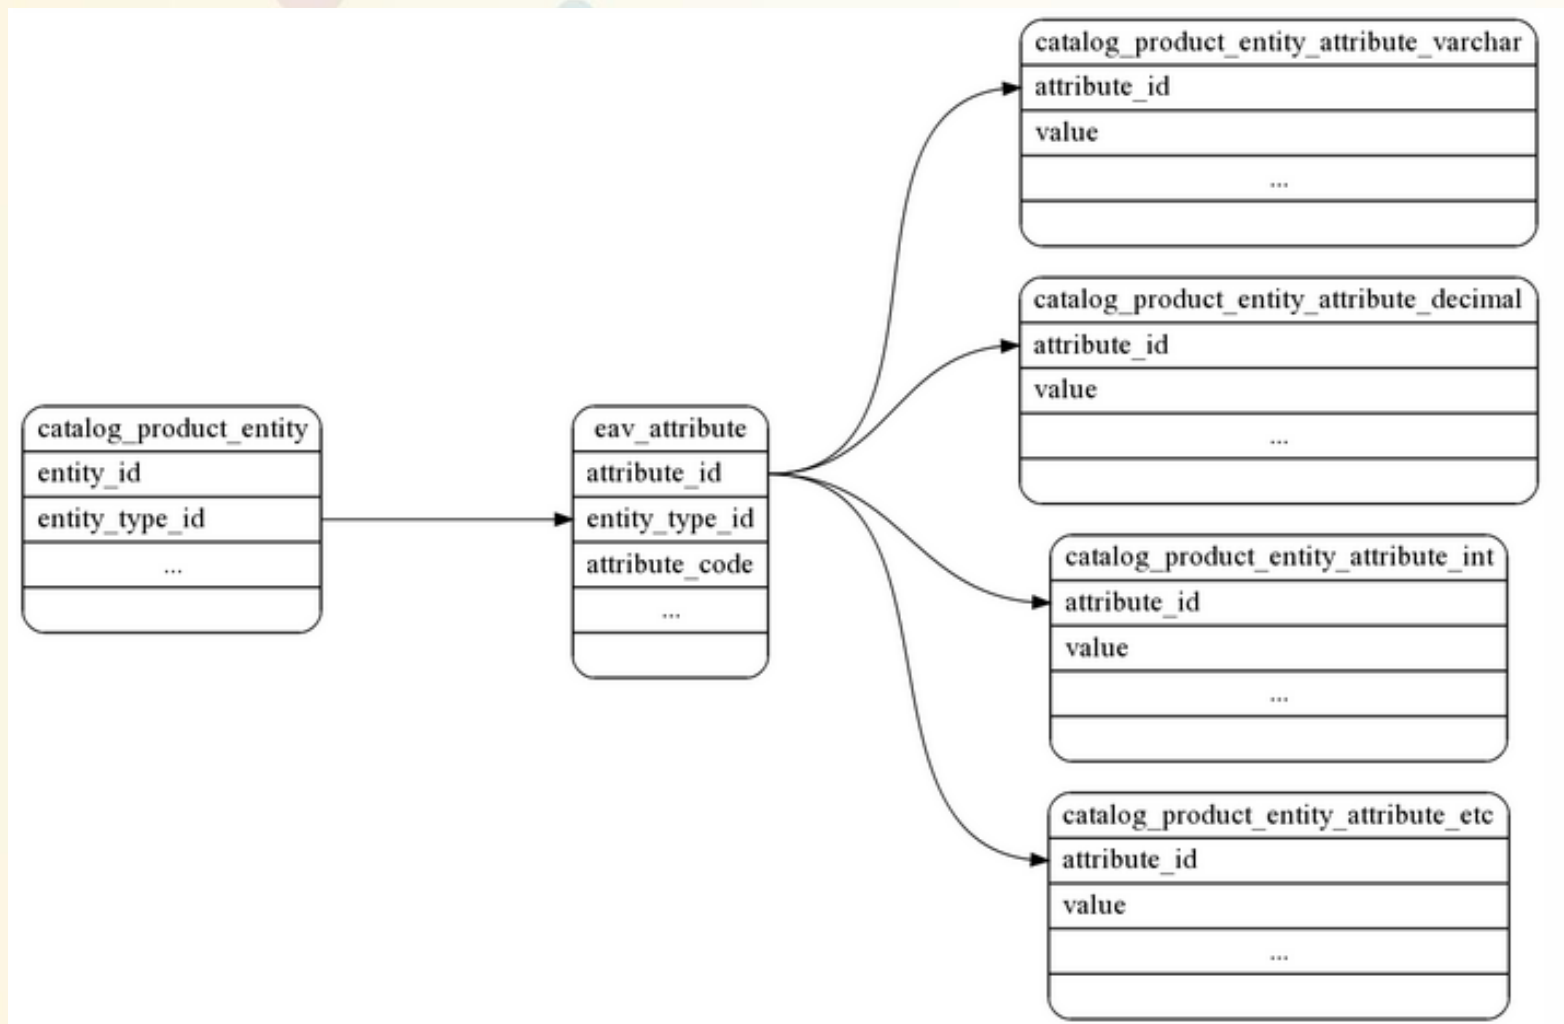 catalog_product_entity
entity_id
entity_type_id
...
eav_attribute
attribute_id
entity_type_id
attribute_code
...
catalog_product_entity_attribute_varchar
attribute_id
value
...
catalog_product_entity_attribute_decimal
attribute_id
value
...
catalog_product_entity_attribute_int
attribute_id
value
...
catalog_product_entity_attribute_etc
attribute_id
value
...